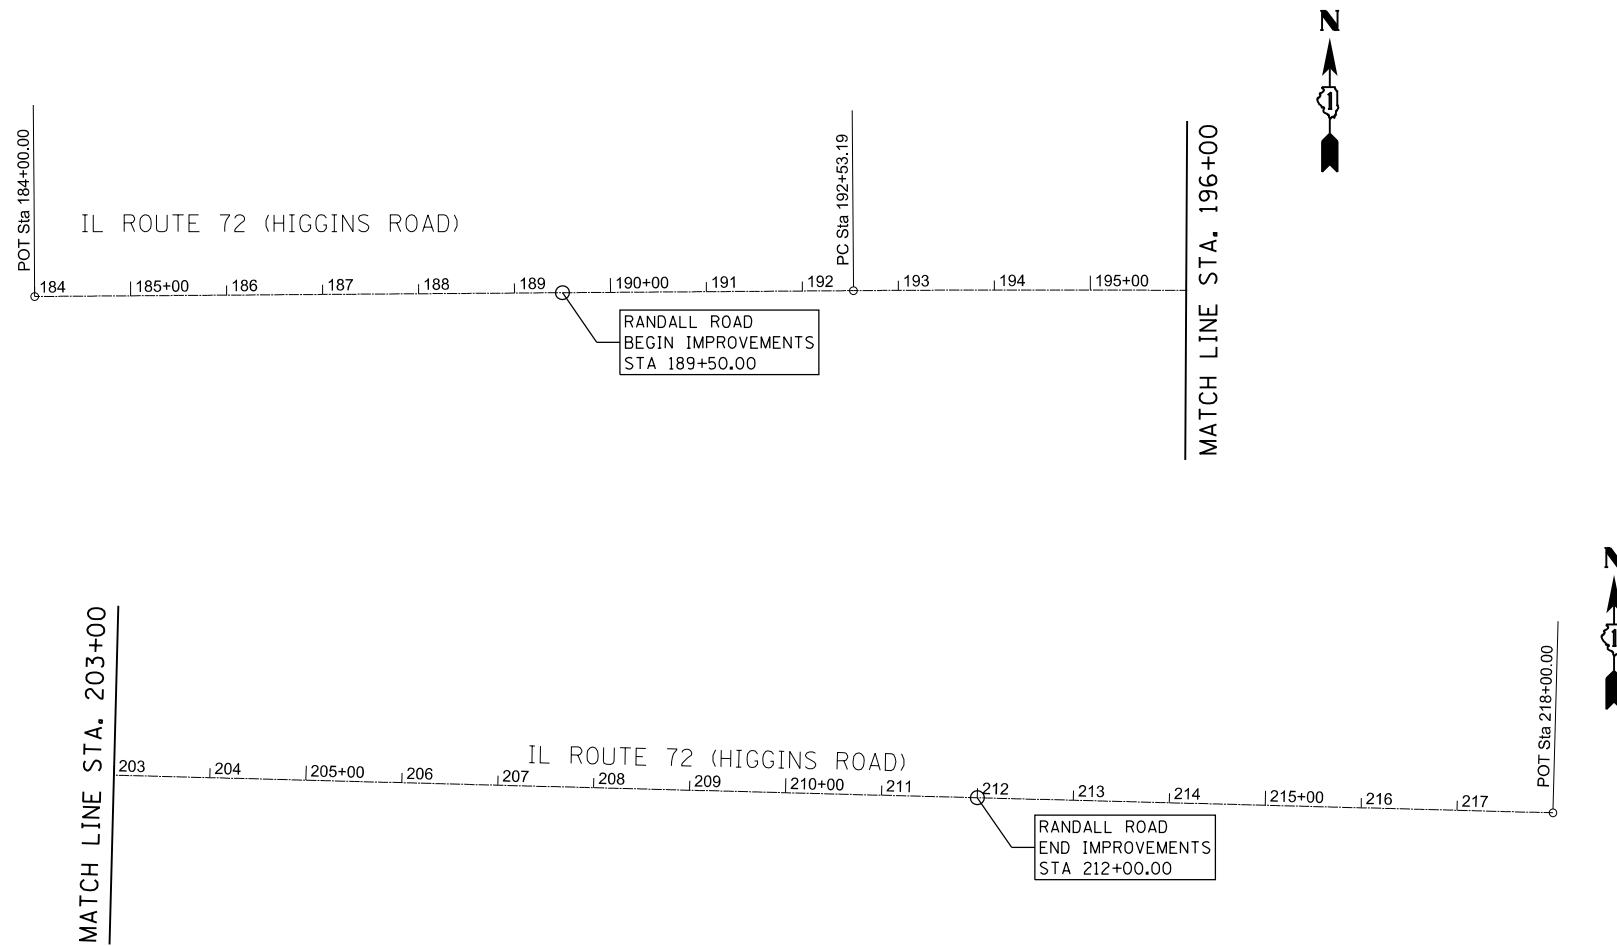 N
1
POT Sta 184+00.00
IL ROUTE 72 (HIGGINS ROAD)
PC Sta 192+53.19
MATCH LINE STA. 196+00
184 185+00 186 187 188 189 190+00 191 192 193 194 195+00
RANDALL ROAD
BEGIN IMPROVEMENTS
STA 189+50.00
N
1
MATCH LINE STA. 203+00
IL ROUTE 72 (HIGGINS ROAD)
POT Sta 218+00.00
203 204 205+00 206 207 208 209 210+00 211 212 213 214 215+00 216 217
RANDALL ROAD
END IMPROVEMENTS
STA 212+00.00